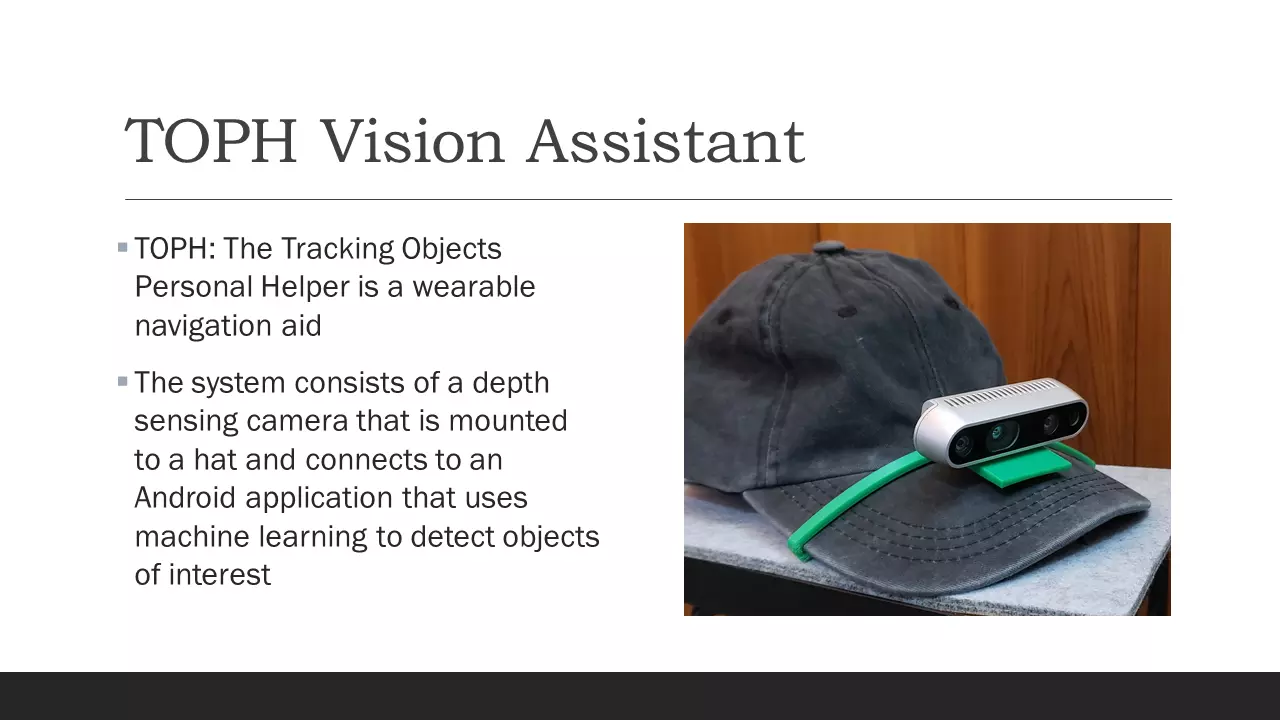 TOPH Vision Assistant
TOPH: The Tracking Objects
Personal Helper is a wearable
navigation aid
The system consists of a depth
sensing camera that is mounted
to a hat and connects to an
Android application that uses
machine learning to detect objects
of interest